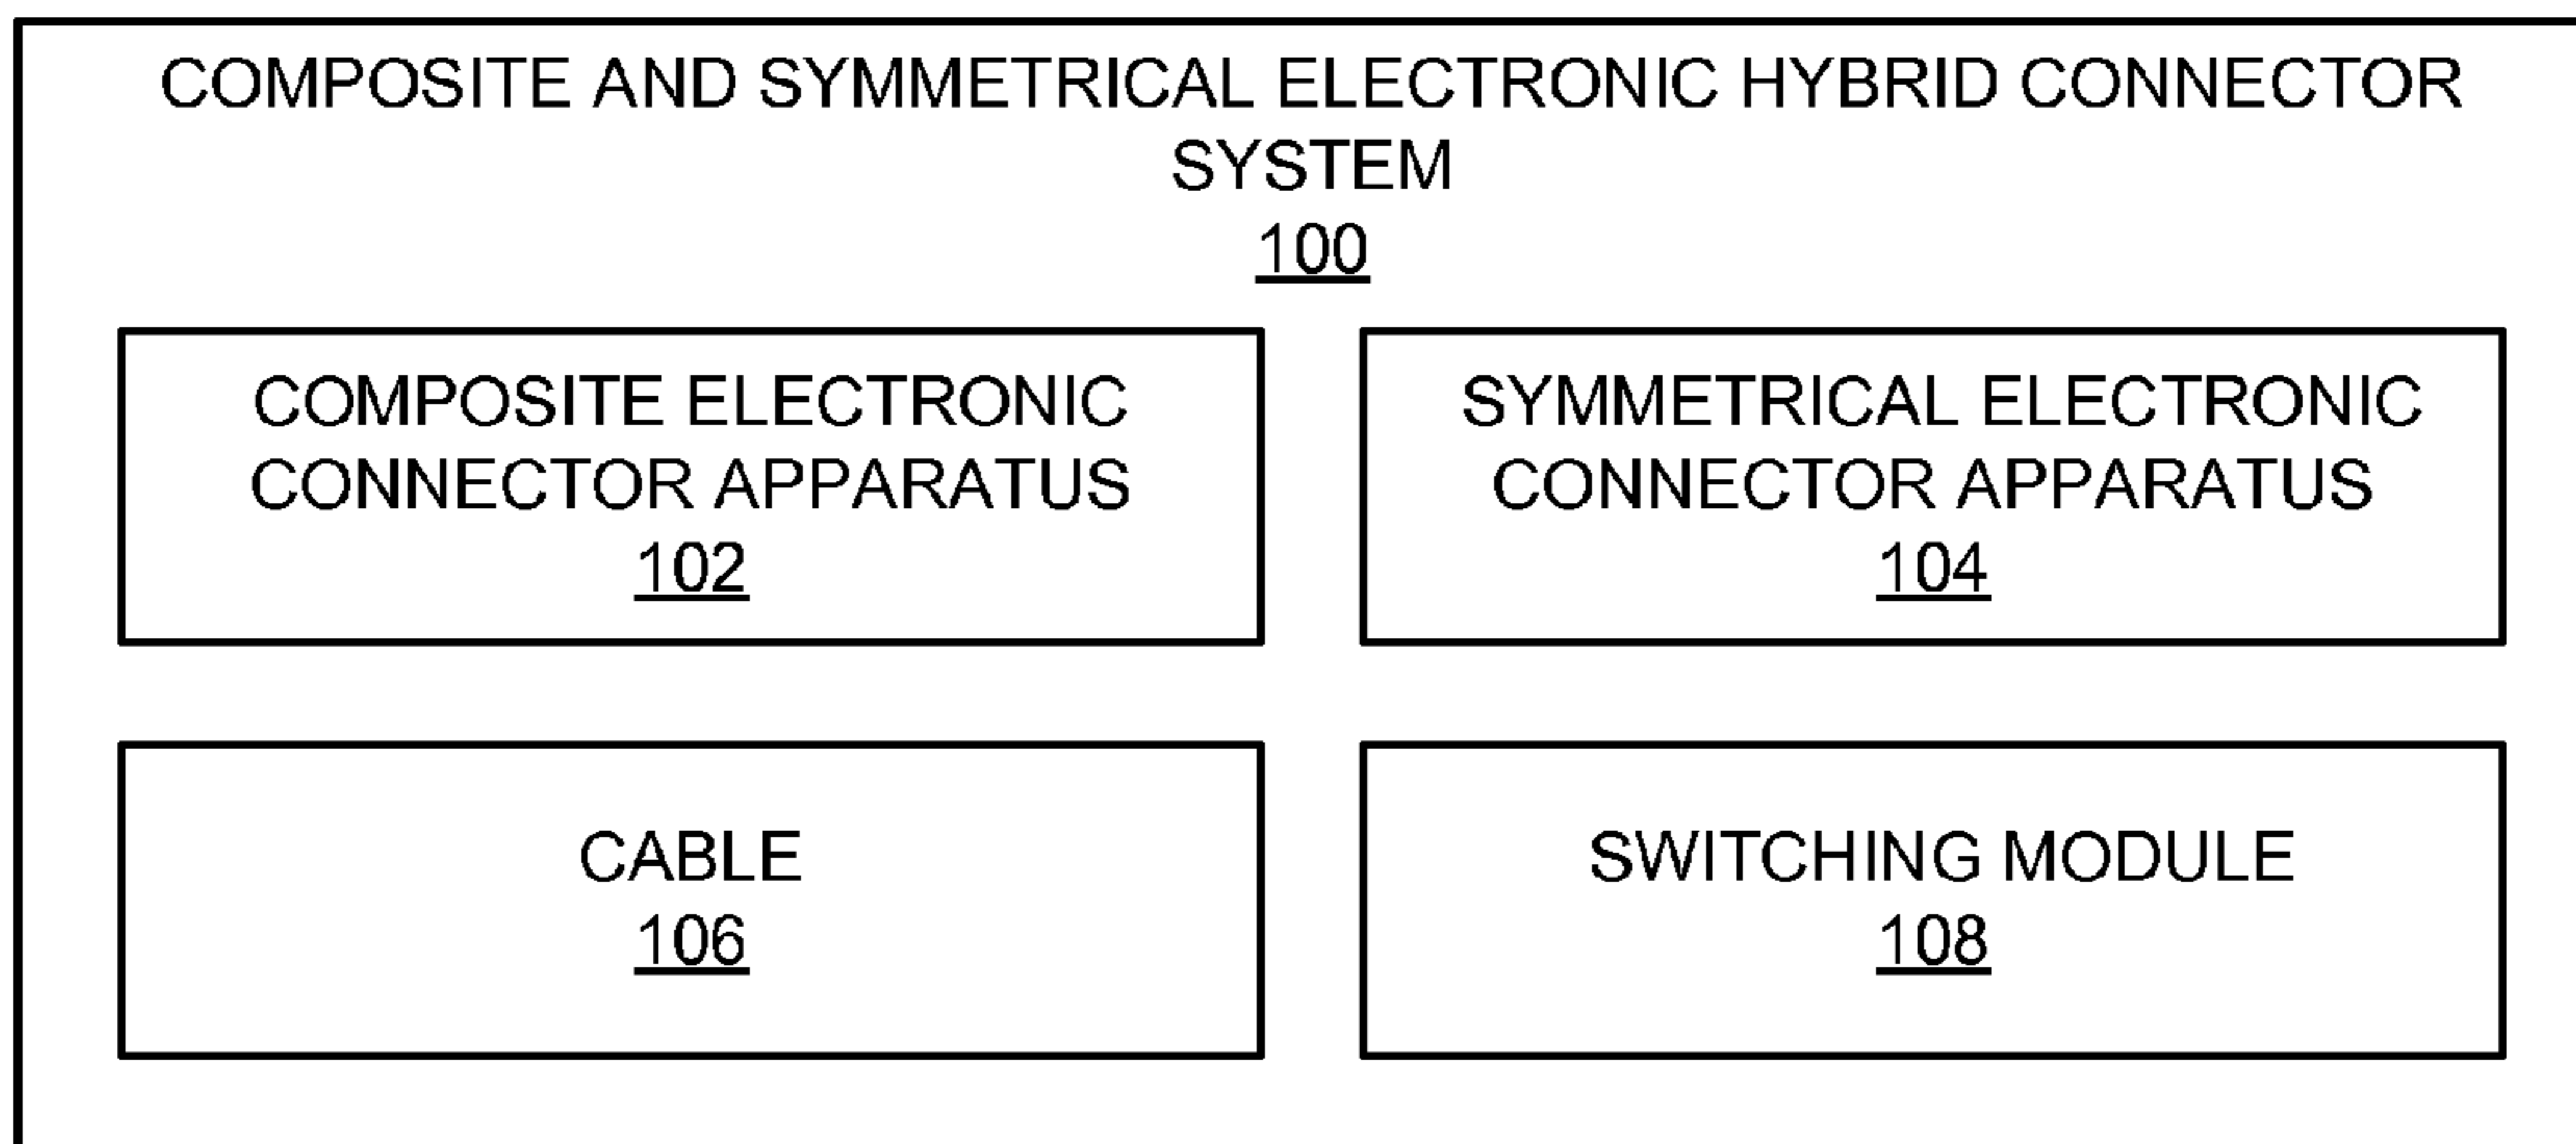 COMPOSITE AND SYMMETRICAL ELECTRONIC HYBRID CONNECTOR
SYSTEM
100
COMPOSITE ELECTRONIC
CONNECTOR APPARATUS
102
SYMMETRICAL ELECTRONIC
CONNECTOR APPARATUS
104
CABLE
106
SWITCHING MODULE
108